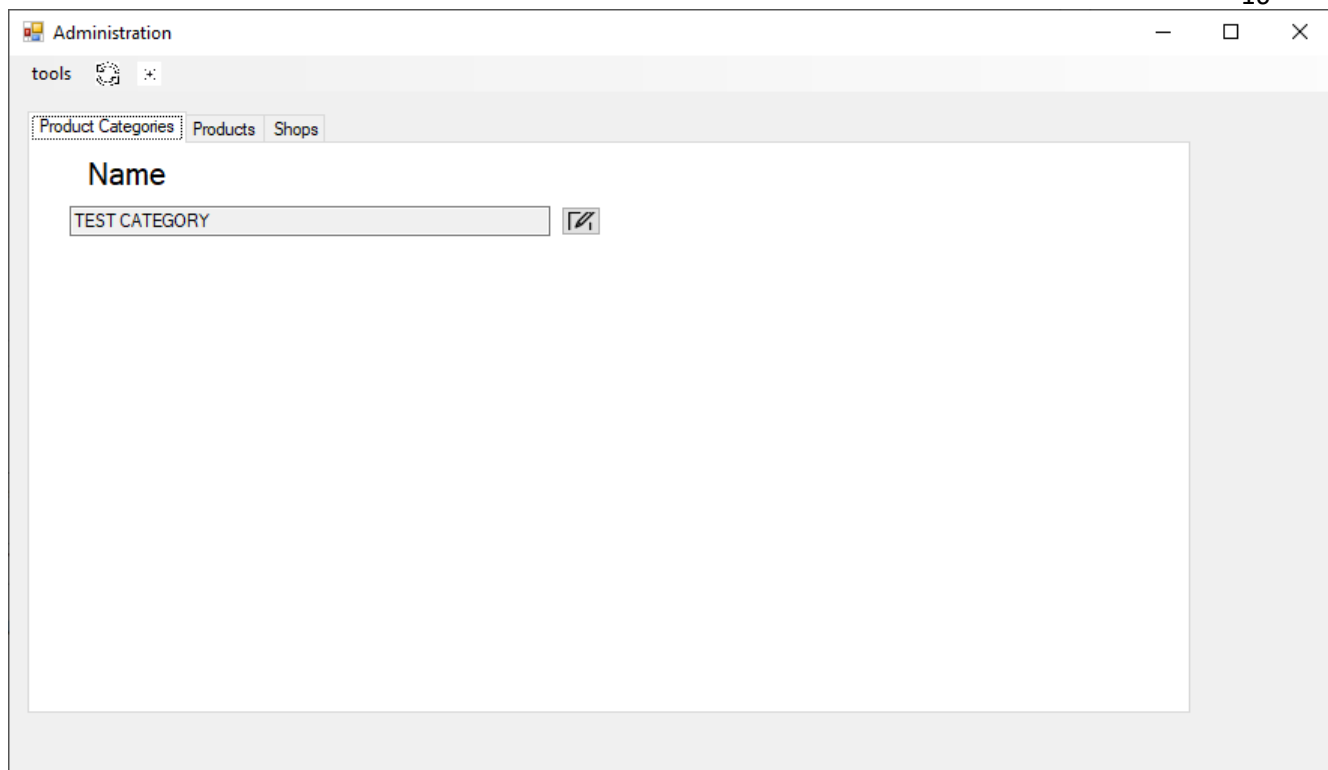 Administration
tools
Product Categories Products Shops
Name
TEST CATEGORY